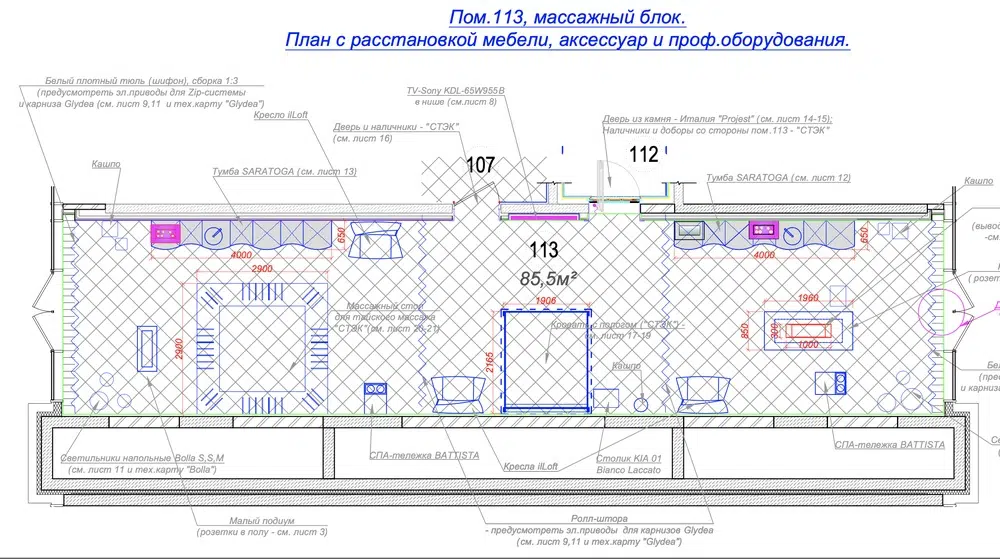 Пом.113, массажный блок.
План с расстановкой мебели, аксессуар и проф.оборудования.
Белый плотный тюль (шифон), сборка 1:3
(предусмотреть эл.приводы для Zip-системы
и карниза Glydea (см. лист 9,11 и тех.карту "Glydea")
Кресло ilLoft
TV-Sony KDL-65W955B
в нише (см.лист 8)
Дверь и наличники - "СТЭК"
(см. лист 16)
Дверь из камня - Италия "Projest" (см. лист 14-15);
Наличники и доборы со стороны пом.113 - "СТЭК"
107
112
Кашпо
Тумба SARATOGA (см. лист 13)
Тумба SARATOGA (см. лист 12)
Кашпо
(вывод
-см.
650
4000
2900
113
85,5м²
650
4000
(розет
Массажный стол
для тайского массажа
"СТЭК"(см. лист 20-21)
2900
1906
2165
Кровать с пологом ("СТЭК") -
см.лист 17-19
Кашпо
1960
850
300
1000
Бел
(пре
и карниза
Светильники напольные Bolla S,S,M
(см. лист 11 и тех.карту "Bolla")
СПА-тележка BATTISTA
Кресла ilLoft
Столик KIA 01
Bianco Laccato
СПА-тележка BATTISTA
Све
(
Малый подиум
(розетки в полу - см. лист 3)
Ролл-штора
- предусмотреть эл.приводы для карнизов Glydea
(см. лист 9,11 и тех.карту "Glydea")